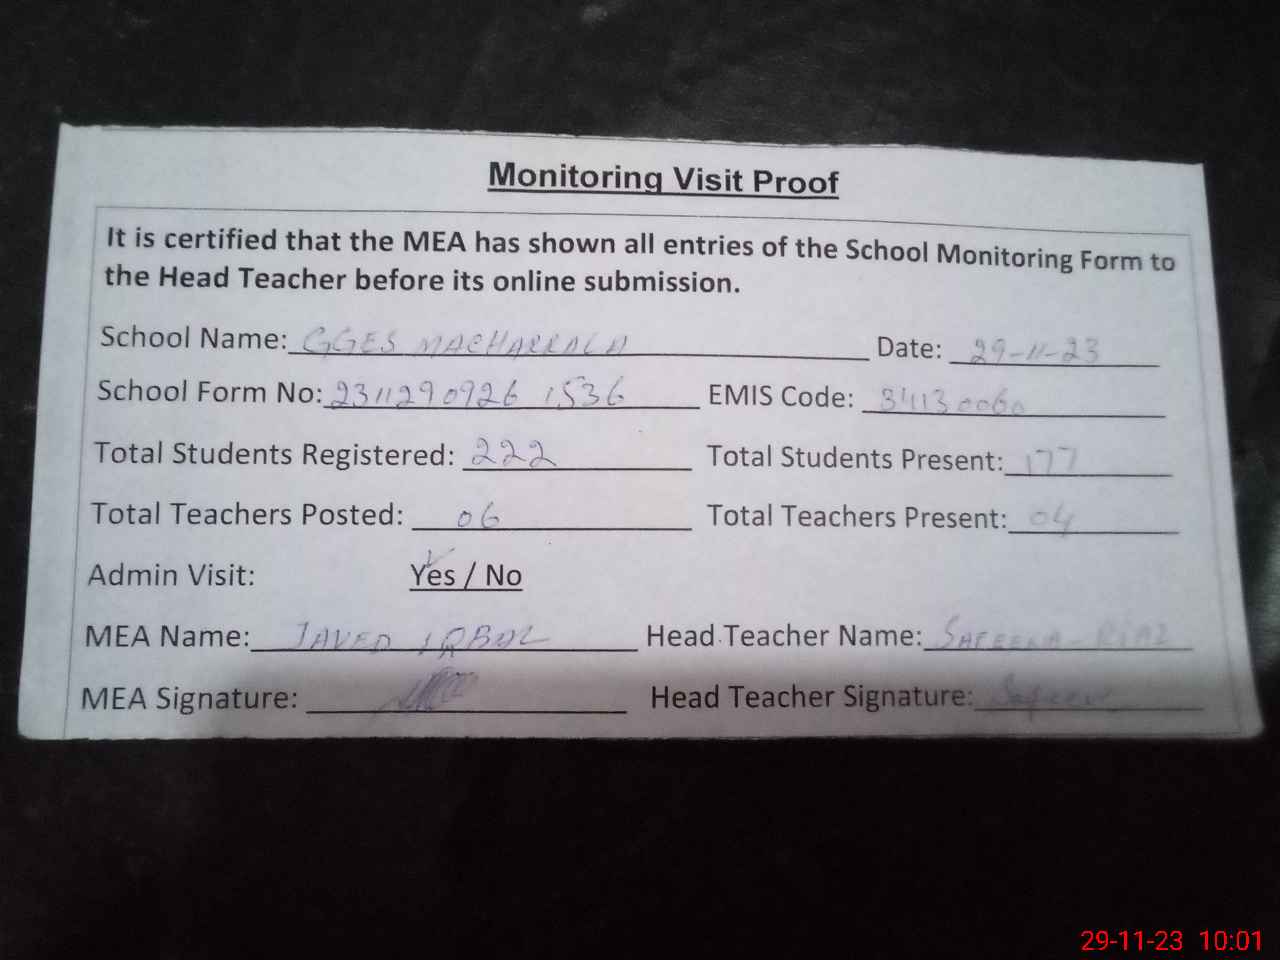 Monitoring Visit Proof
It is certified that the MEA has shown all entries of the School Monitoring Form to
the Head Teacher before its online submission.
School Name: GGES MACHARRALA Date: 29-11-23
School Form No: 2311290926 1536 EMIS Code: 34130060
Total Students Registered: 222 Total Students Present: 177
Total Teachers Posted: 06 Total Teachers Present: 04
Admin Visit: Yes / No
MEA Name: JAVED IQBAL Head Teacher Name: SAFEENA RIAZ
MEA Signature: Head Teacher Signature:
29-11-23 10:01